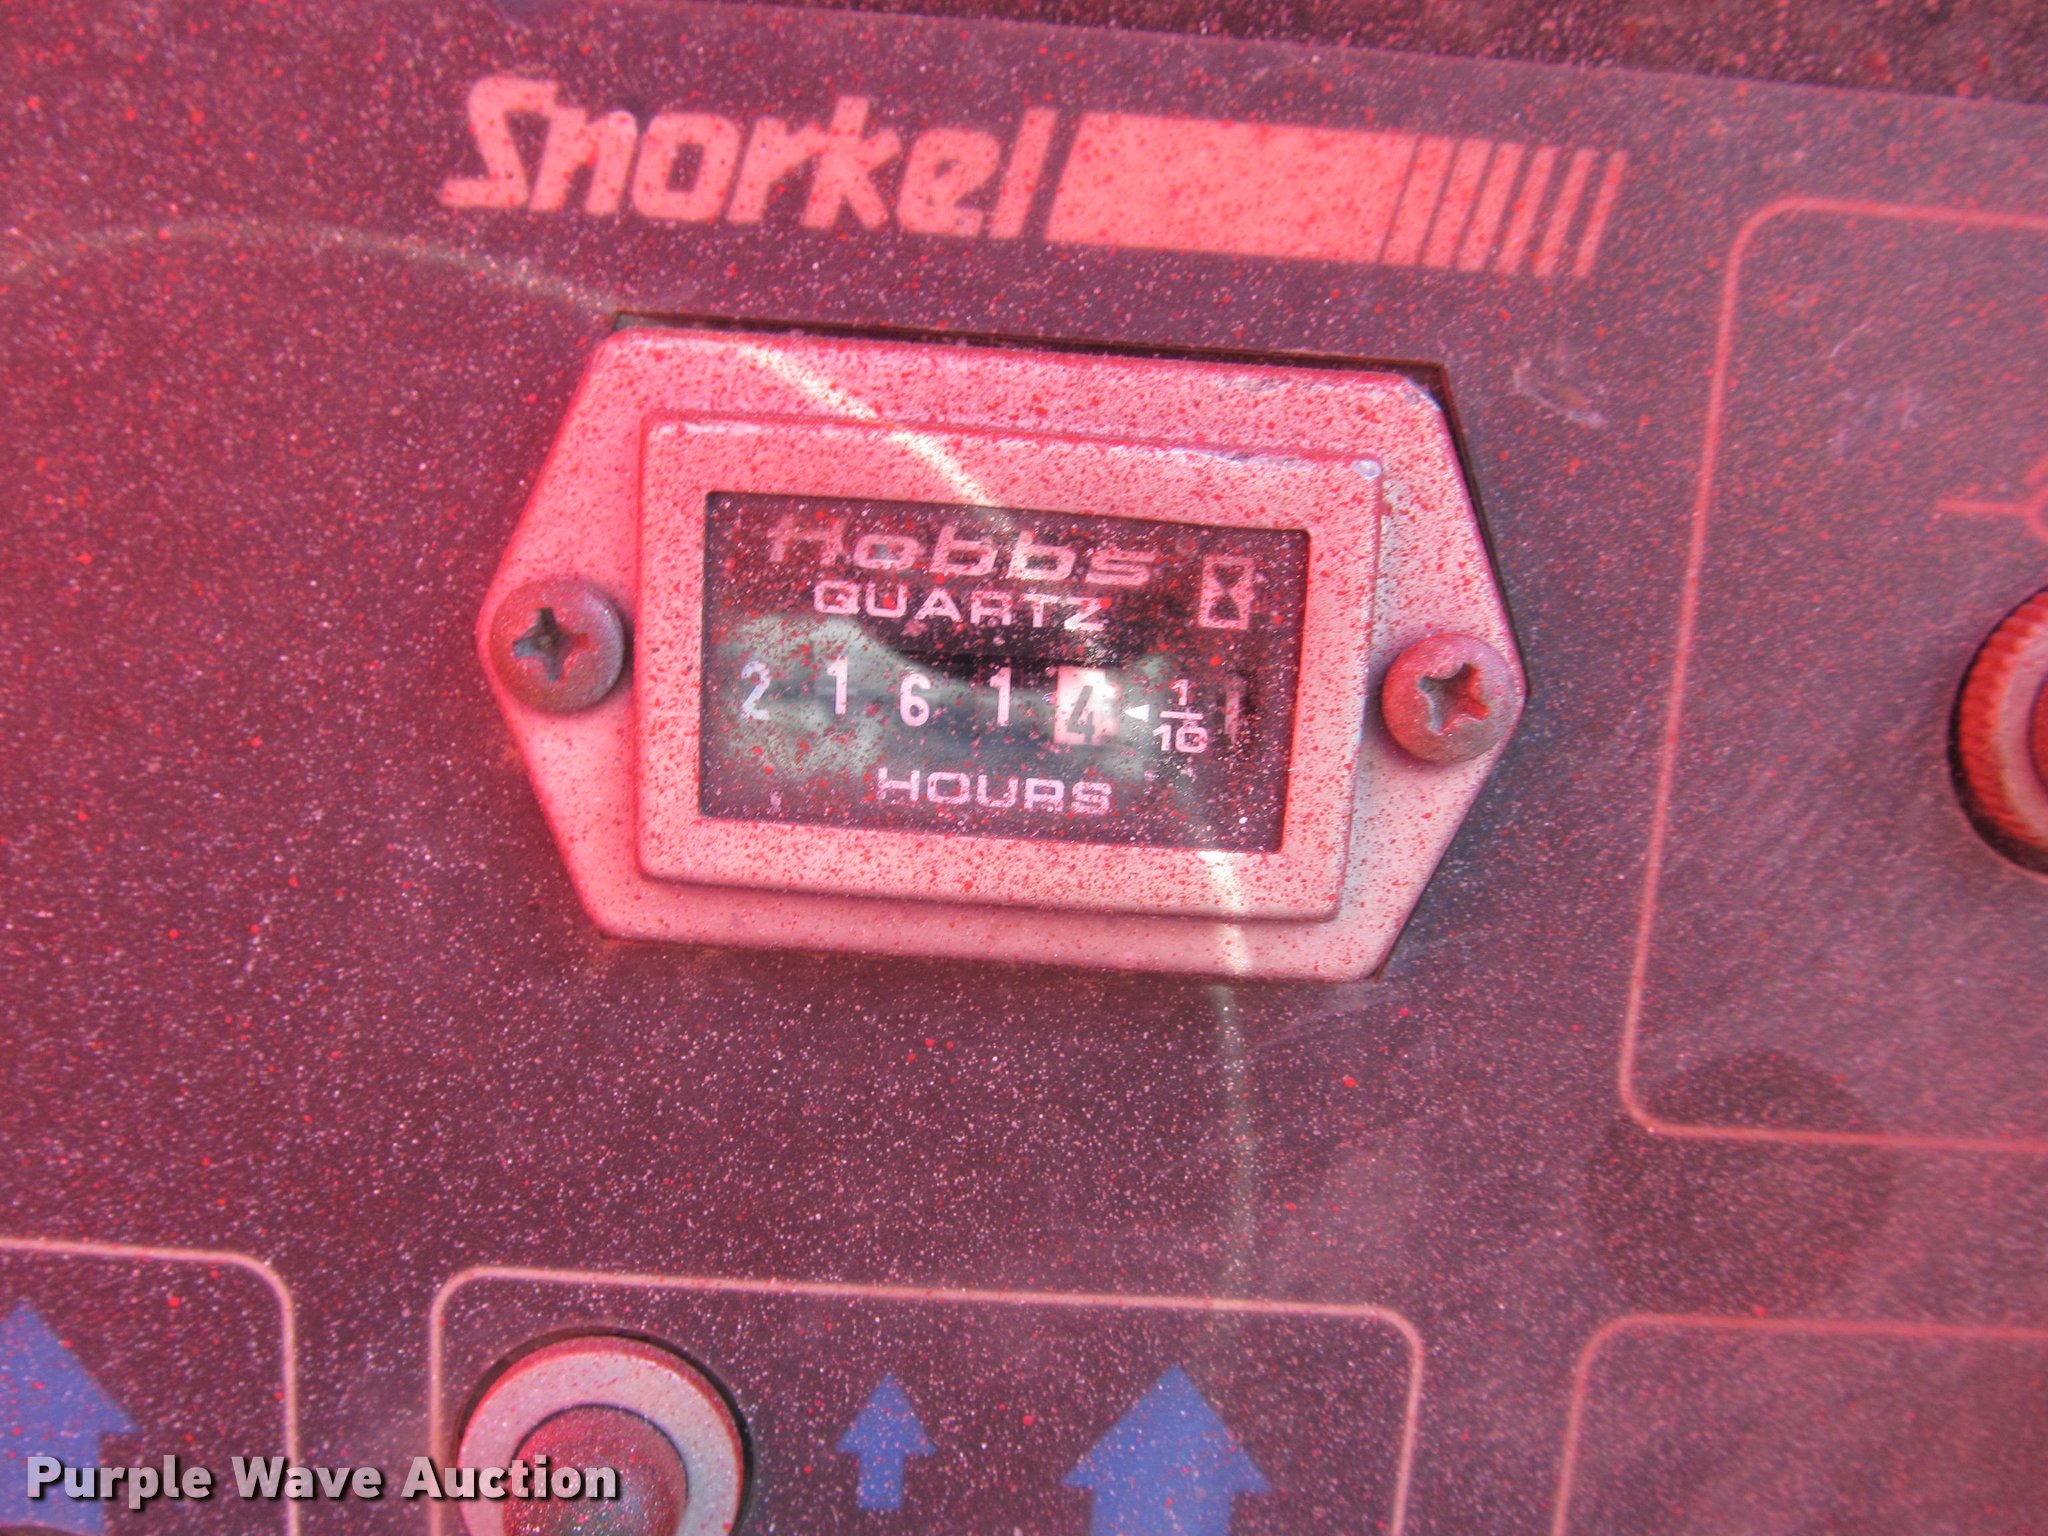 Snorkel
Hobbs
QUARTZ
2 1 6 1 4 1/10
HOURS
Purple Wave Auction